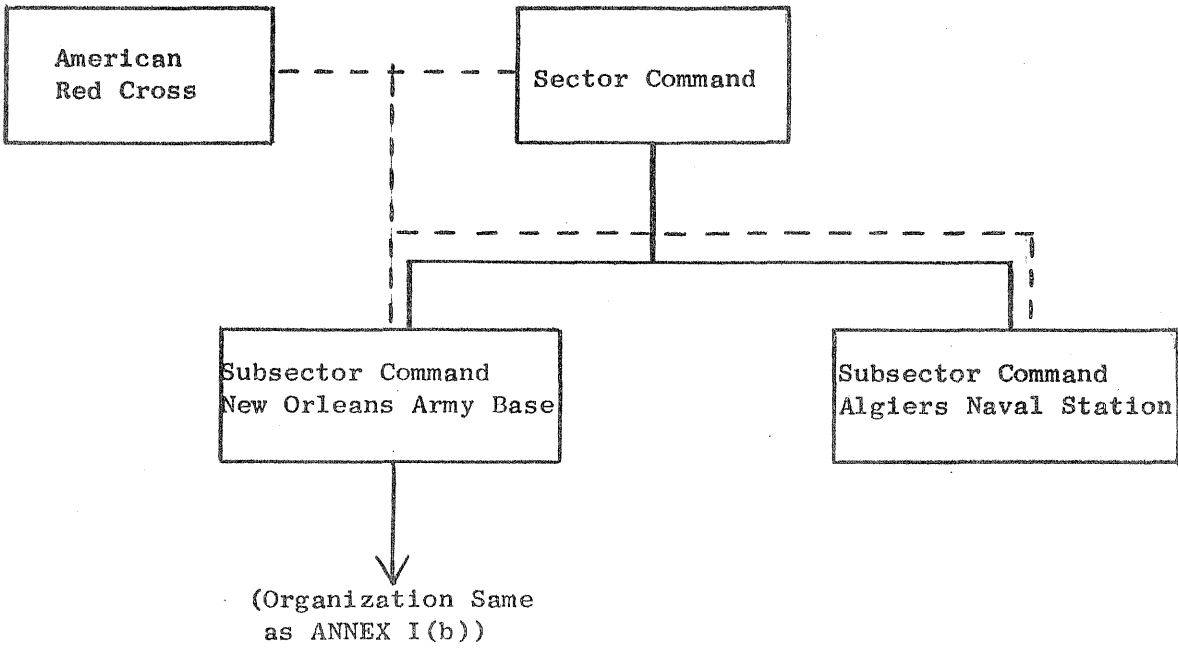 American
Red Cross
Sector Command
Subsector Command
New Orleans Army Base
Subsector Command
Algiers Naval Station
(Organization Same
as ANNEX I(b))